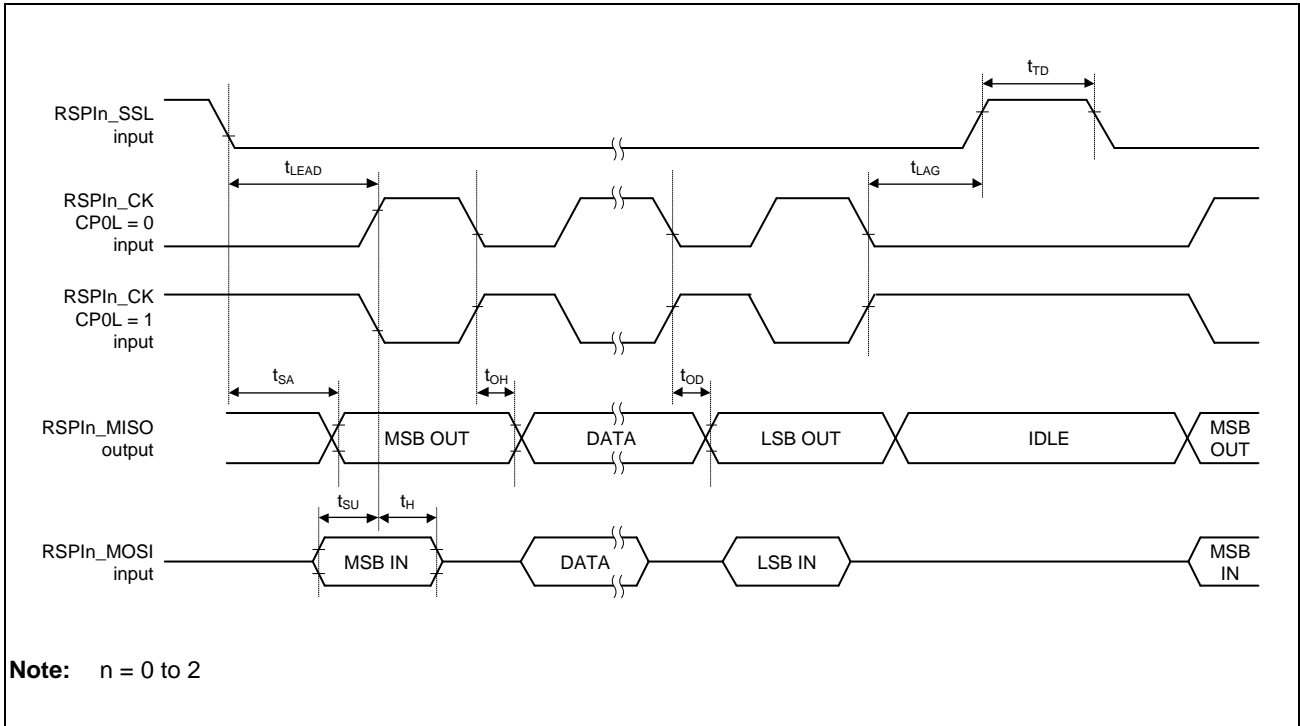 tTD
RSPIn_SSL
input
tLEAD
tLAG
RSPIn_CK
CP0L = 0
input
RSPIn_CK
CP0L = 1
input
tSA
tOH
tOD
RSPIn_MISO
output
MSB OUT
DATA
LSB OUT
IDLE
MSB
OUT
tSU
tH
RSPIn_MOSI
input
MSB IN
DATA
LSB IN
MSB
IN
Note: n = 0 to 2